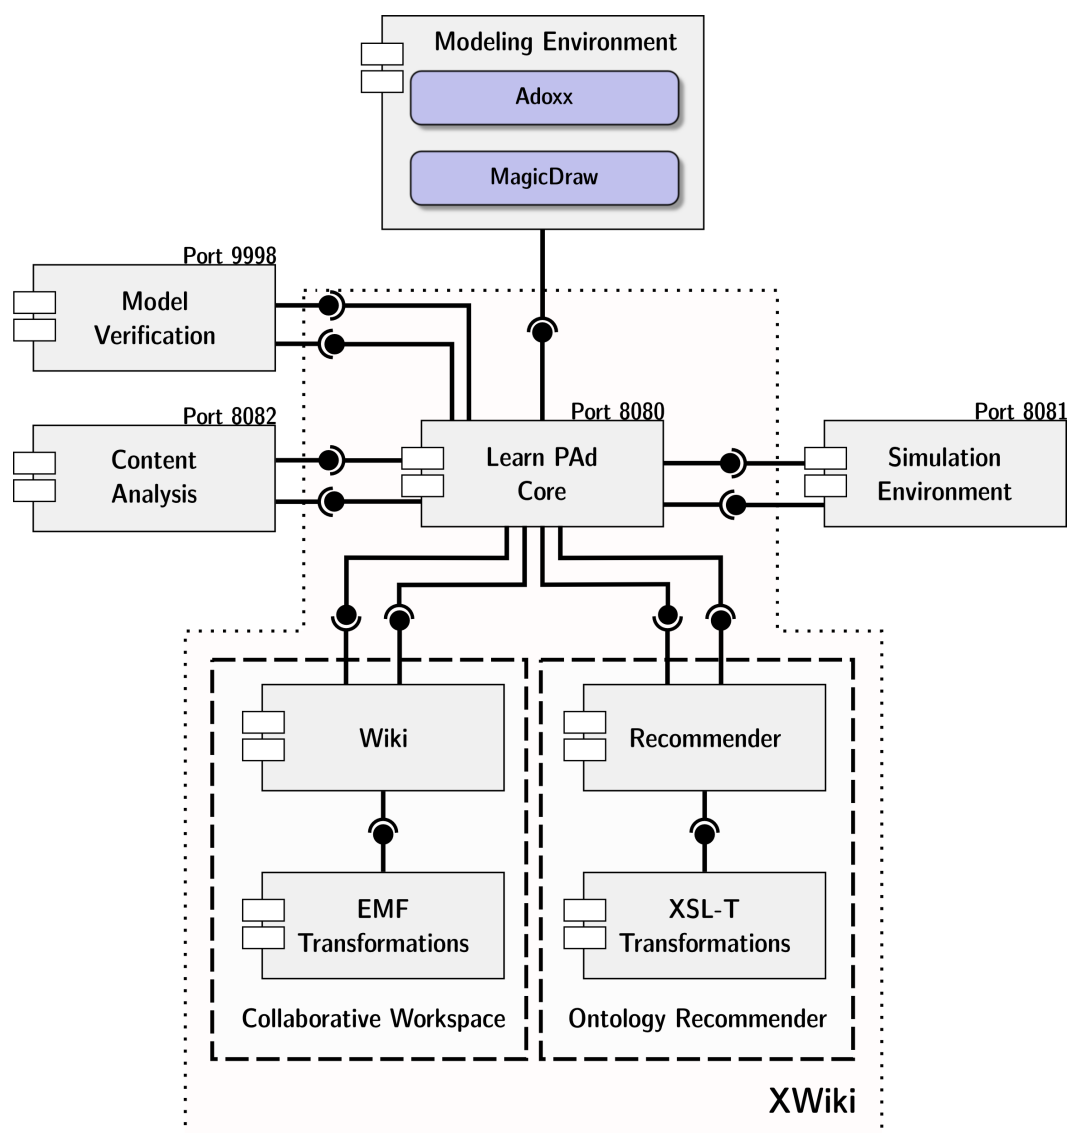 Modeling Environment
Adoxx
MagicDraw
Port 9998
Model
Verification
Port 8082
Content
Analysis
Port 8080
Learn PAd
Core
Port 8081
Simulation
Environment
Wiki
Recommender
EMF
Transformations
XSL-T
Transformations
Collaborative Workspace
Ontology Recommender
XWiki